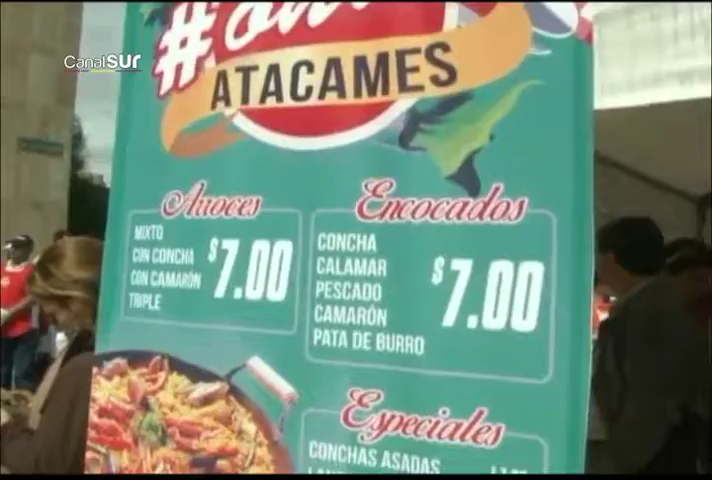 CanalSUR
ATACAMES
Arroces
MIXTO
CON CONCHA
CON CAMARÓN
TRIPLE
$7.00
Encocados
CONCHA
CALAMAR
PESCADO
CAMARÓN
PATA DE BURRO
$7.00
Especiales
CONCHAS ASADAS